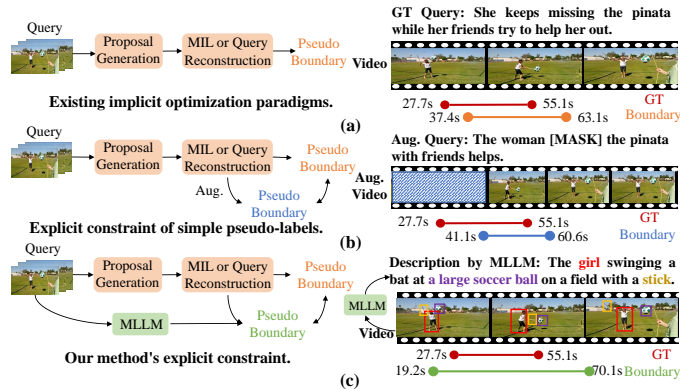 Query
Proposal
Generation
MIL or Query
Reconstruction
Pseudo
Boundary
Existing implicit optimization paradigms.
(a)
GT Query: She keeps missing the pinata
while her friends try to help her out.
Video
27.7s
55.1s
GT
37.4s
63.1s
Boundary
Query
Proposal
Generation
MIL or Query
Reconstruction
Pseudo
Boundary
Aug.
Pseudo
Boundary
Explicit constraint of simple pseudo-labels.
(b)
Aug. Query: The woman [MASK] the pinata
with friends helps.
Aug.
Video
27.7s
55.1s
GT
41.1s
60.6s
Boundary
Query
Proposal
Generation
MIL or Query
Reconstruction
Pseudo
Boundary
MLLM
Pseudo
Boundary
Our method's explicit constraint.
(c)
Description by MLLM: The girl swinging a
bat at a large soccer ball on a field with a stick.
MLLM
Video
27.7s
55.1s
GT
19.2s
70.1s
Boundary